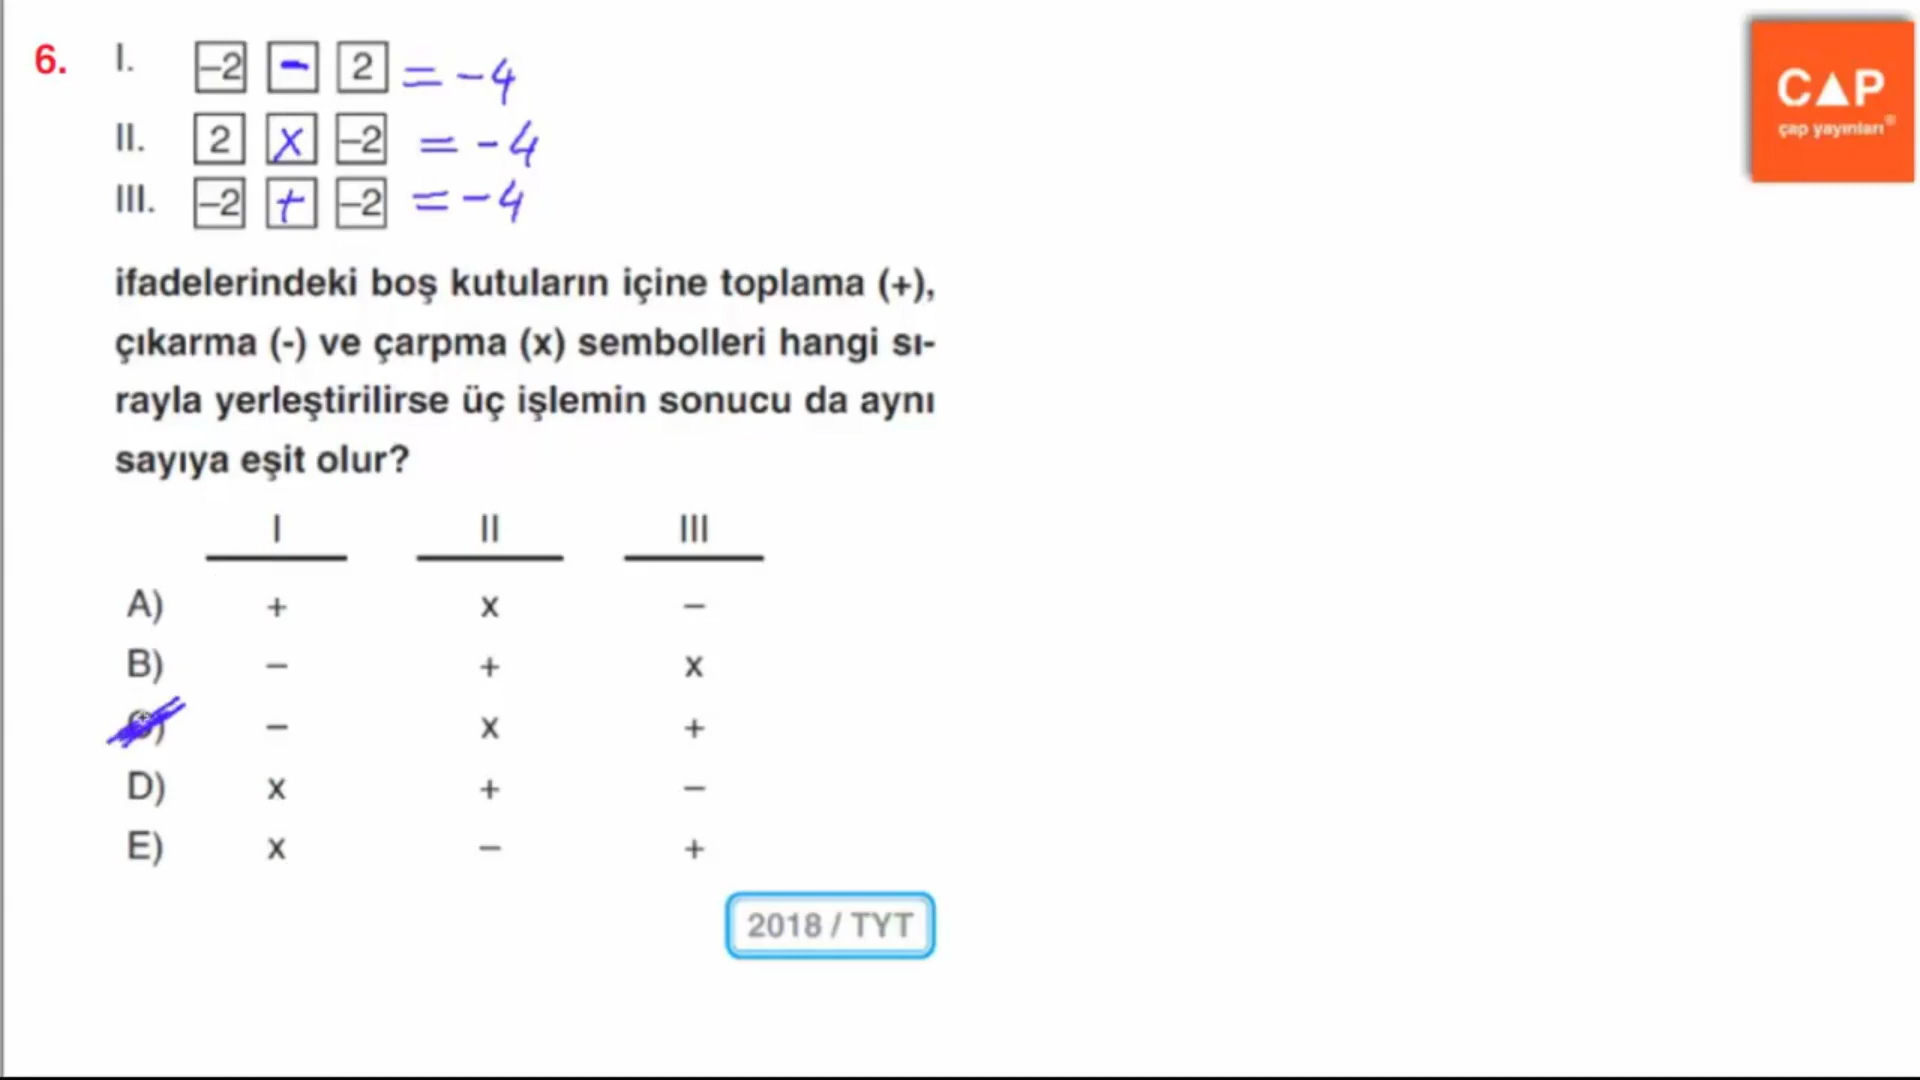 6. I. -2 - 2 = -4
II. 2 x -2 = -4
III. -2 + -2 = -4
ifadelerindeki boş kutuların içine toplama (+),
çıkarma (-) ve çarpma (x) sembolleri hangi sı-
rayla yerleştirilirse üç işlemin sonucu da aynı
sayıya eşit olur?
I II III
A) + x –
B) – + x
C) – x +
D) x + –
E) x – +
2018 / TYT
CAP
çap yayınları®